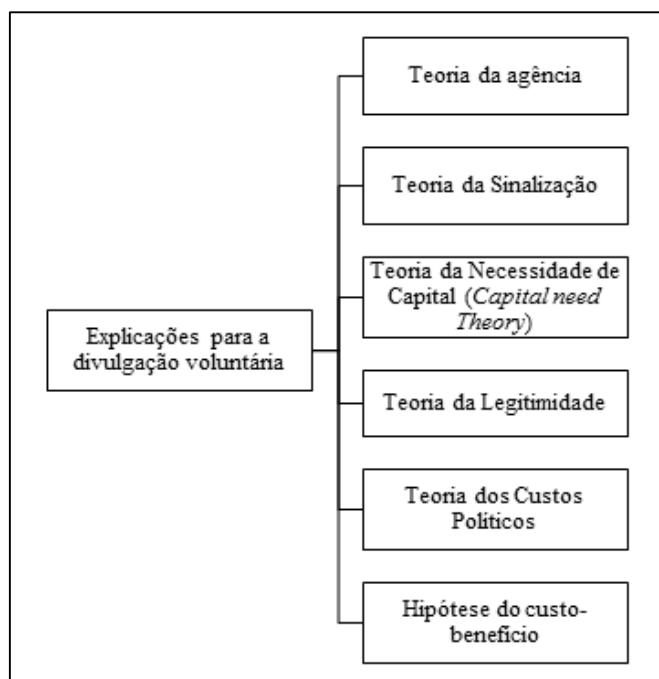 Teoria da agência
Teoria da Sinalização
Teoria da Necessidade de
Capital (Capital need
Theory)
Explicações para a
divulgação voluntária
Teoria da Legitimidade
Teoria dos Custos
Políticos
Hipótese do custo-
benefício